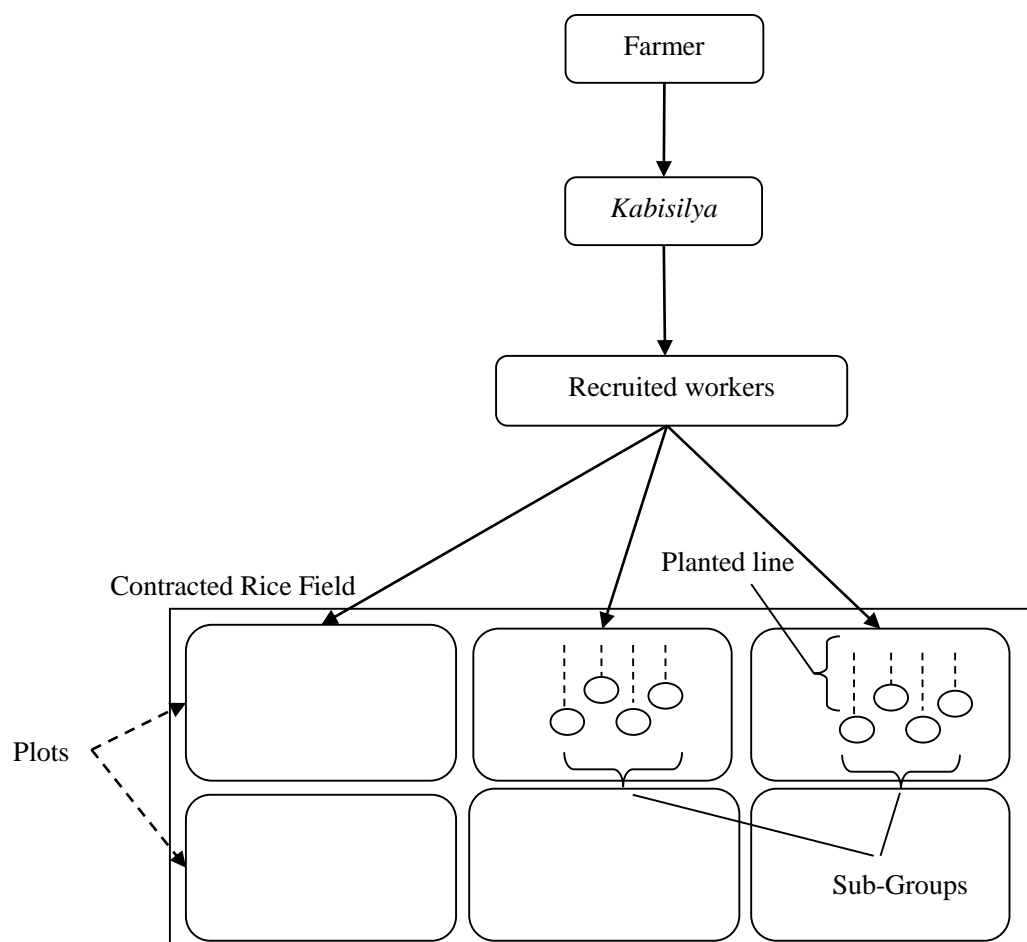 Farmer
Kabisilya
Recruited workers
Planted line
Contracted Rice Field
Plots
Sub-Groups